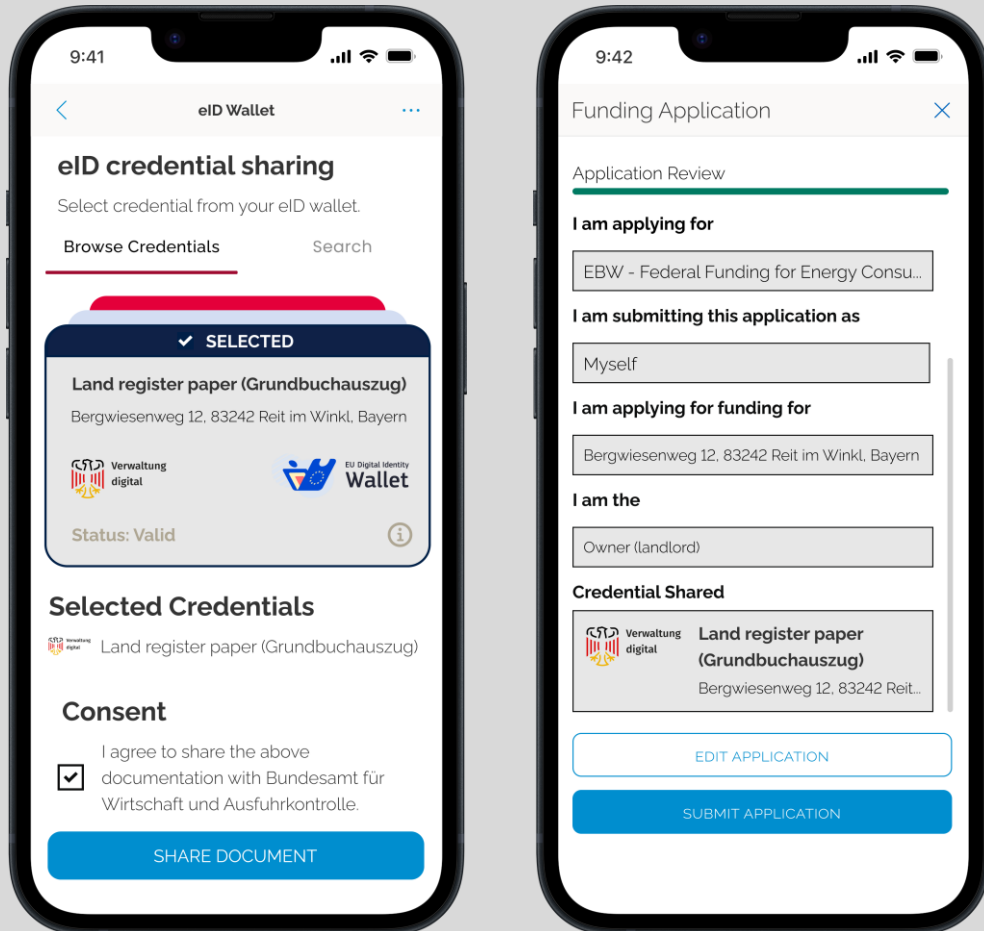 9:41
eID Wallet
eID credential sharing
Select credential from your eID wallet.
Browse Credentials
Search
SELECTED
Land register paper (Grundbuchauszug)
Bergwiesenweg 12, 83242 Reit im Winkl, Bayern
Verwaltung
digital
EU Digital Identity
Wallet
Status: Valid
Selected Credentials
Verwaltung
digital
Land register paper (Grundbuchauszug)
Consent
I agree to share the above
documentation with Bundesamt für
Wirtschaft und Ausfuhrkontrolle.
SHARE DOCUMENT
9:42
Funding Application
Application Review
I am applying for
EBW - Federal Funding for Energy Consu...
I am submitting this application as
Myself
I am applying for funding for
Bergwiesenweg 12, 83242 Reit im Winkl, Bayern
I am the
Owner (landlord)
Credential Shared
Verwaltung
digital
Land register paper
(Grundbuchauszug)
Bergwiesenweg 12, 83242 Reit...
EDIT APPLICATION
SUBMIT APPLICATION